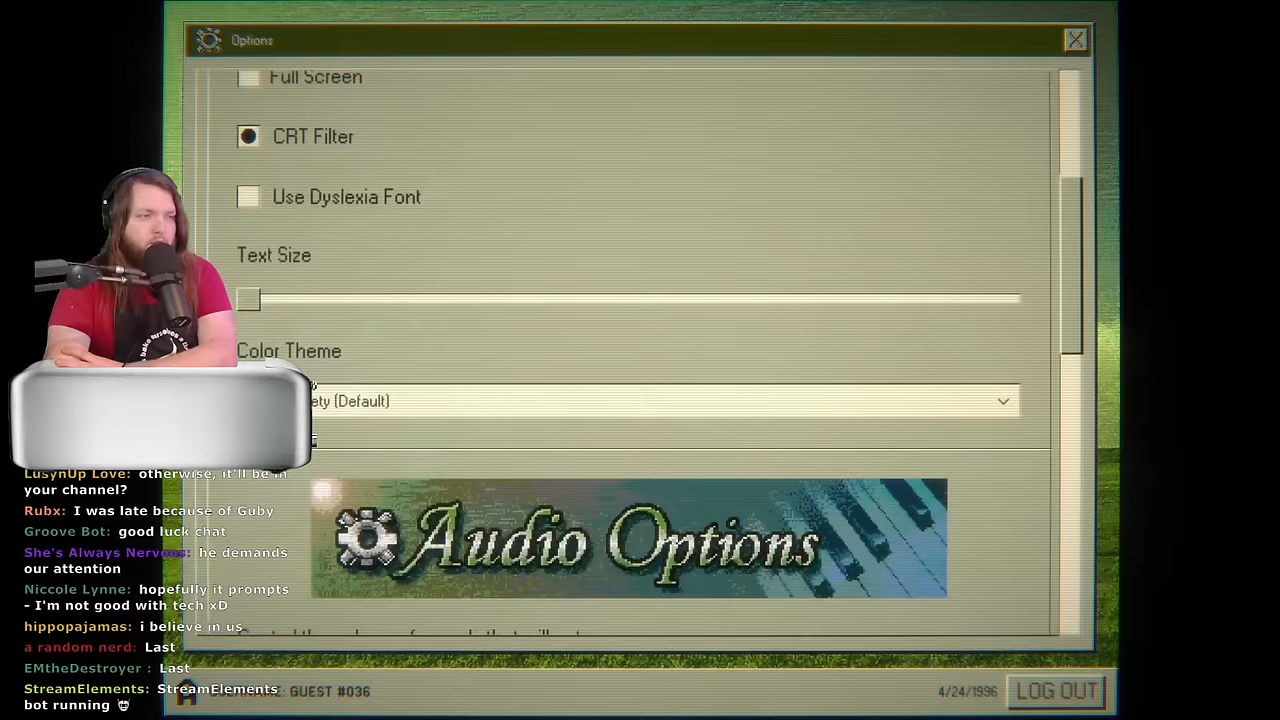 Options
Full Screen
CRT Filter
Use Dyslexia Font
Text Size
Color Theme
(Default)
Audio Options
LusynUp Love: otherwise, it'll be in
your channel?
Rubx: I was late because of Guby
Groove Bot: good luck chat
She's Always Nervous: he demands
our attention
Niccole Lynne: hopefully it prompts
- I'm not good with tech xD
hippopajamas: i believe in us
a random nerd: Last
EMtheDestroyer : Last
StreamElements: StreamElements
bot running
GUEST #036
4/24/1996
LOG OUT